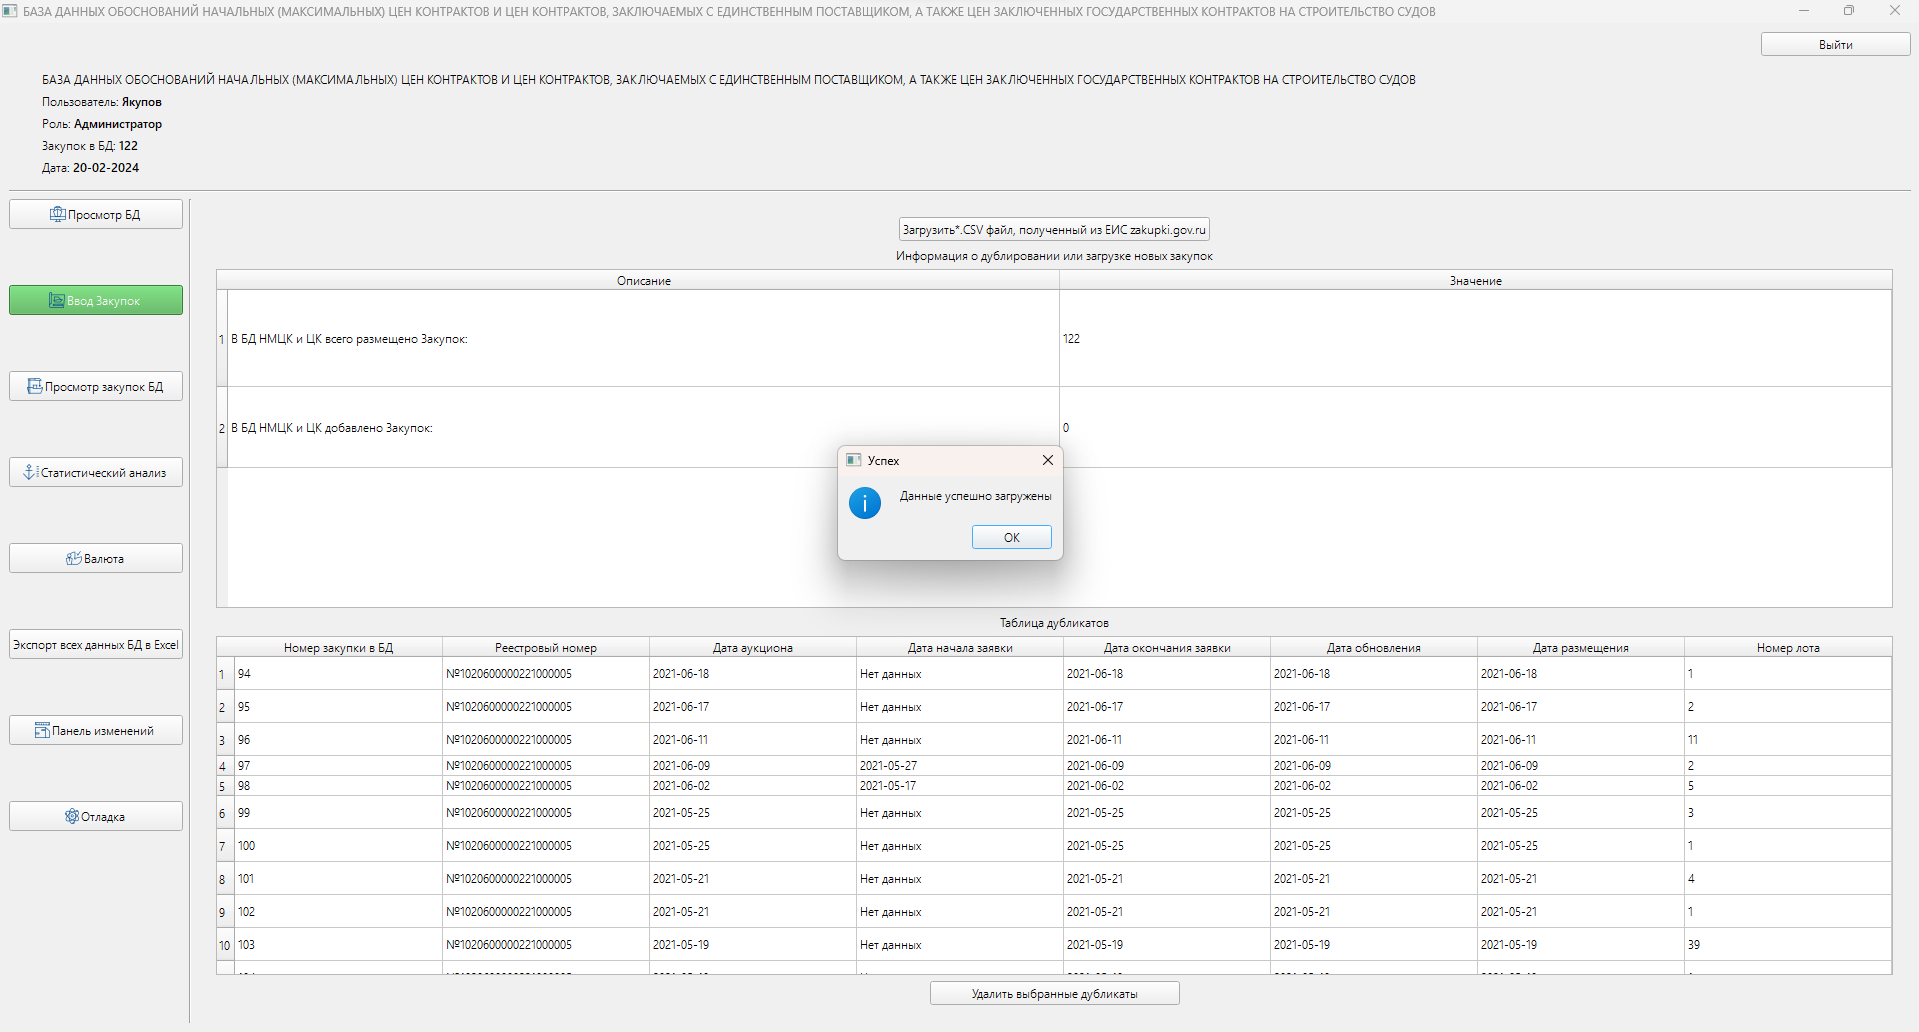 БАЗА ДАННЫХ ОБОСНОВАНИЙ НАЧАЛЬНЫХ (МАКСИМАЛЬНЫХ) ЦЕН КОНТРАКТОВ И ЦЕН КОНТРАКТОВ, ЗАКЛЮЧАЕМЫХ С ЕДИНСТВЕННЫМ ПОСТАВЩИКОМ, А ТАКЖЕ ЦЕН ЗАКЛЮЧЕННЫХ ГОСУДАРСТВЕННЫХ КОНТРАКТОВ НА СТРОИТЕЛЬСТВО СУДОВ
Выйти
БАЗА ДАННЫХ ОБОСНОВАНИЙ НАЧАЛЬНЫХ (МАКСИМАЛЬНЫХ) ЦЕН КОНТРАКТОВ И ЦЕН КОНТРАКТОВ, ЗАКЛЮЧАЕМЫХ С ЕДИНСТВЕННЫМ ПОСТАВЩИКОМ, А ТАКЖЕ ЦЕН ЗАКЛЮЧЕННЫХ ГОСУДАРСТВЕННЫХ КОНТРАКТОВ НА СТРОИТЕЛЬСТВО СУДОВ
Пользователь: Якупов
Роль: Администратор
Закупок в БД: 122
Дата: 20-02-2024
Просмотр БД
Ввод Закупок
Просмотр закупок БД
Статистический анализ
Валюта
Экспорт всех данных БД в Excel
Панель изменений
Отладка
Загрузить*.CSV файл, полученный из ЕИС zakupki.gov.ru
Информация о дублировании или загрузке новых закупок
Описание Значение
1 В БД НМЦК и ЦК всего размещено Закупок: 122
2 В БД НМЦК и ЦК добавлено Закупок: 0
Успех
Данные успешно загружены
OK
Таблица дубликатов
Номер закупки в БД Реестровый номер Дата аукциона Дата начала заявки Дата окончания заявки Дата обновления Дата размещения Номер лота
1 94 №1020600000221000005 2021-06-18 Нет данных 2021-06-18 2021-06-18 2021-06-18 1
2 95 №1020600000221000005 2021-06-17 Нет данных 2021-06-17 2021-06-17 2021-06-17 2
3 96 №1020600000221000005 2021-06-11 Нет данных 2021-06-11 2021-06-11 2021-06-11 11
4 97 №1020600000221000005 2021-06-09 2021-05-27 2021-06-09 2021-06-09 2021-06-09 2
5 98 №1020600000221000005 2021-06-02 2021-05-17 2021-06-02 2021-06-02 2021-06-02 5
6 99 №1020600000221000005 2021-05-25 Нет данных 2021-05-25 2021-05-25 2021-05-25 3
7 100 №1020600000221000005 2021-05-25 Нет данных 2021-05-25 2021-05-25 2021-05-25 1
8 101 №1020600000221000005 2021-05-21 Нет данных 2021-05-21 2021-05-21 2021-05-21 4
9 102 №1020600000221000005 2021-05-21 Нет данных 2021-05-21 2021-05-21 2021-05-21 1
10 103 №1020600000221000005 2021-05-19 Нет данных 2021-05-19 2021-05-19 2021-05-19 39
Удалить выбранные дубликаты